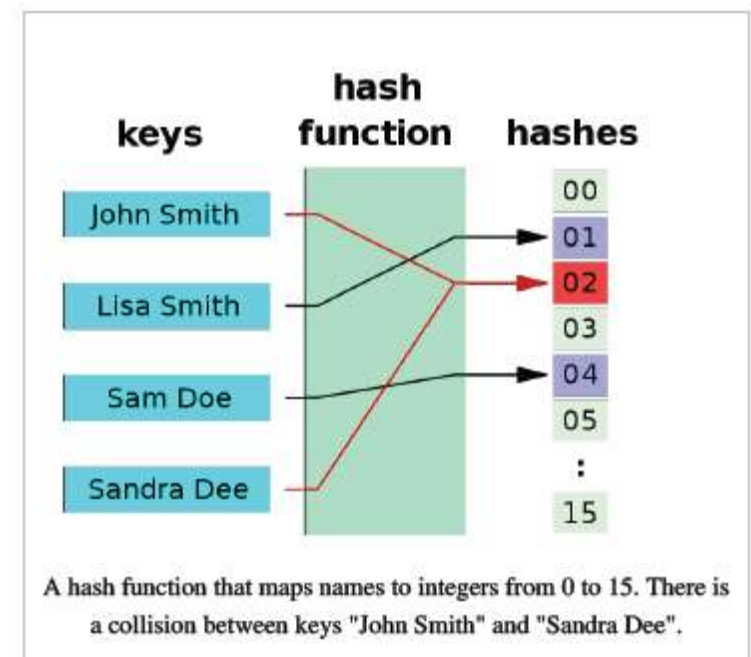 keys
hash
function
hashes
John Smith
Lisa Smith
Sam Doe
Sandra Dee
00
01
02
03
04
05
:
15
A hash function that maps names to integers from 0 to 15. There is
a collision between keys "John Smith" and "Sandra Dee".